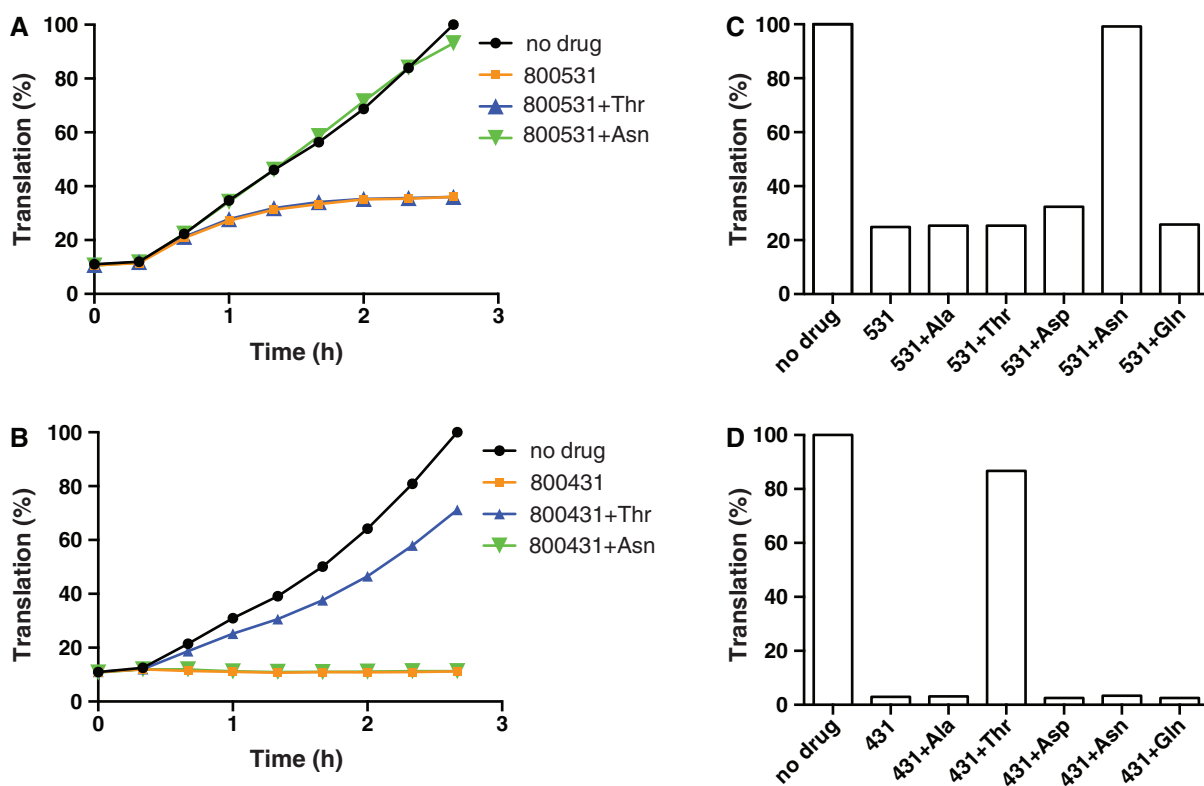 A
Translation (%)
100
80
60
40
20
0
0 1 2 3
Time (h)
no drug
800531
800531+Thr
800531+Asn
C
Translation (%)
100
80
60
40
20
0
no drug
531
531+Ala
531+Thr
531+Asp
531+Asn
531+Gln
B
Translation (%)
100
80
60
40
20
0
0 1 2 3
Time (h)
no drug
800431
800431+Thr
800431+Asn
D
Translation (%)
100
80
60
40
20
0
no drug
431
431+Ala
431+Thr
431+Asp
431+Asn
431+Gln